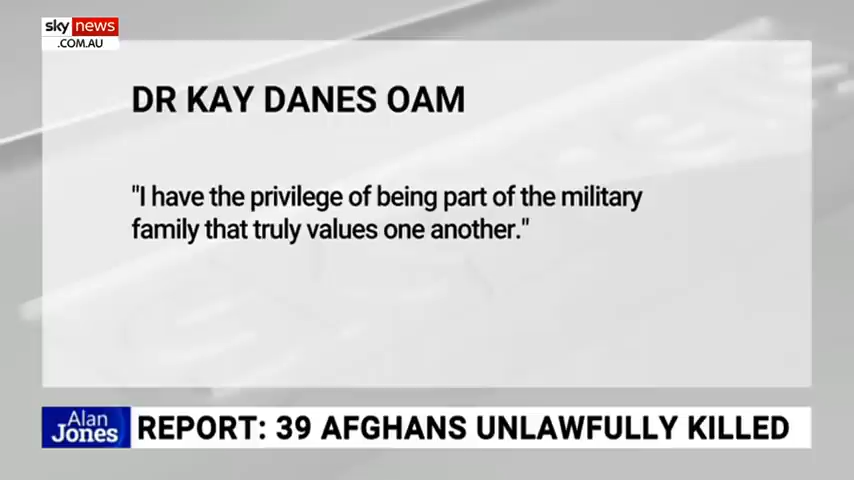 sky news
.COM.AU
DR KAY DANES OAM
"I have the privilege of being part of the military
family that truly values one another."
Alan
Jones
REPORT: 39 AFGHANS UNLAWFULLY KILLED